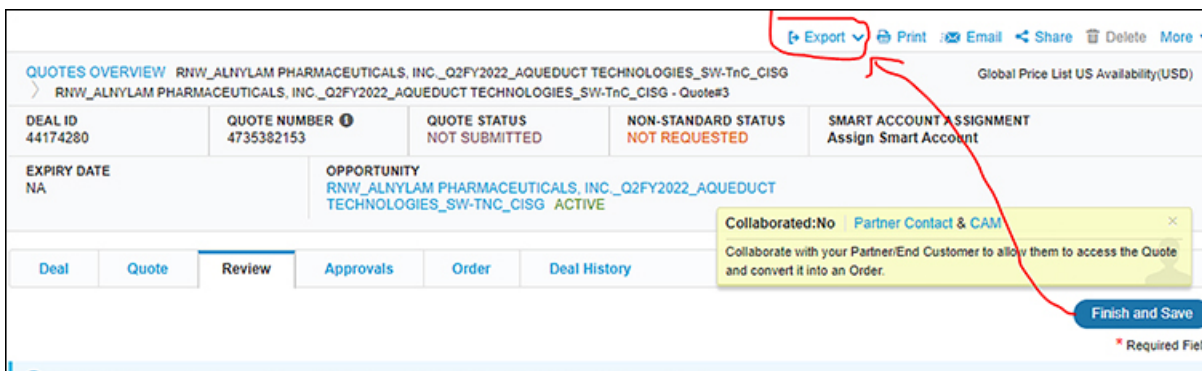 Export Print Email Share Delete More
QUOTES OVERVIEW RNW_ALNYLAM PHARMACEUTICALS, INC._Q2FY2022_AQUEDUCT TECHNOLOGIES_SW-TnC_CISG Global Price List US Availability(USD)
RNW_ALNYLAM PHARMACEUTICALS, INC._Q2FY2022_AQUEDUCT TECHNOLOGIES_SW-TnC_CISG - Quote#3
DEAL ID QUOTE NUMBER QUOTE STATUS NON-STANDARD STATUS SMART ACCOUNT ASSIGNMENT
44174280 4735382153 NOT SUBMITTED NOT REQUESTED Assign Smart Account
EXPIRY DATE OPPORTUNITY
NA RNW_ALNYLAM PHARMACEUTICALS, INC._Q2FY2022_AQUEDUCT
TECHNOLOGIES_SW-TNC_CISG ACTIVE
Collaborated:No Partner Contact & CAM
Collaborate with your Partner/End Customer to allow them to access the Quote
and convert it into an Order.
Deal Quote Review Approvals Order Deal History
Finish and Save
* Required Fiel